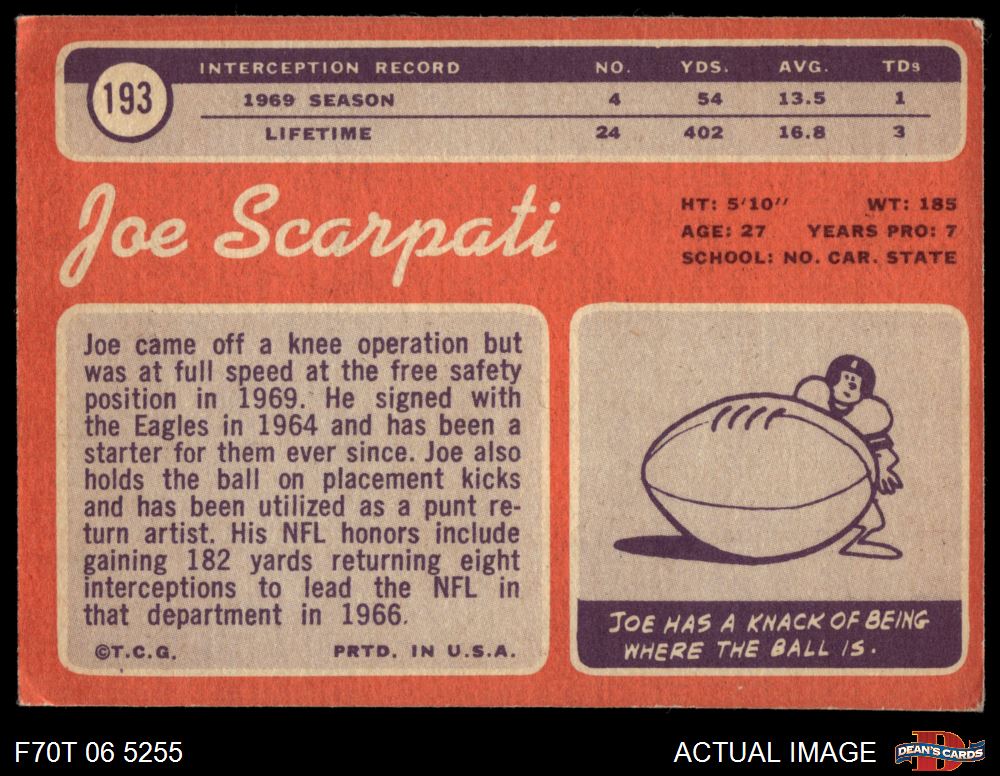 INTERCEPTION RECORD NO. YDS. AVG. TDs
193
1969 SEASON 4 54 13.5 1
LIFETIME 24 402 16.8 3
Joe Scarpati
HT: 5'10" WT: 185
AGE: 27 YEARS PRO: 7
SCHOOL: NO. CAR. STATE
Joe came off a knee operation but
was at full speed at the free safety
position in 1969. He signed with
the Eagles in 1964 and has been a
starter for them ever since. Joe also
holds the ball on placement kicks
and has been utilized as a punt re-
turn artist. His NFL honors include
gaining 182 yards returning eight
interceptions to lead the NFL in
that department in 1966.
©T.C.G. PRTD. IN U.S.A.
JOE HAS A KNACK OF BEING
WHERE THE BALL IS.
F70T 06 5255
ACTUAL IMAGE
D
DEAN'S CARDS